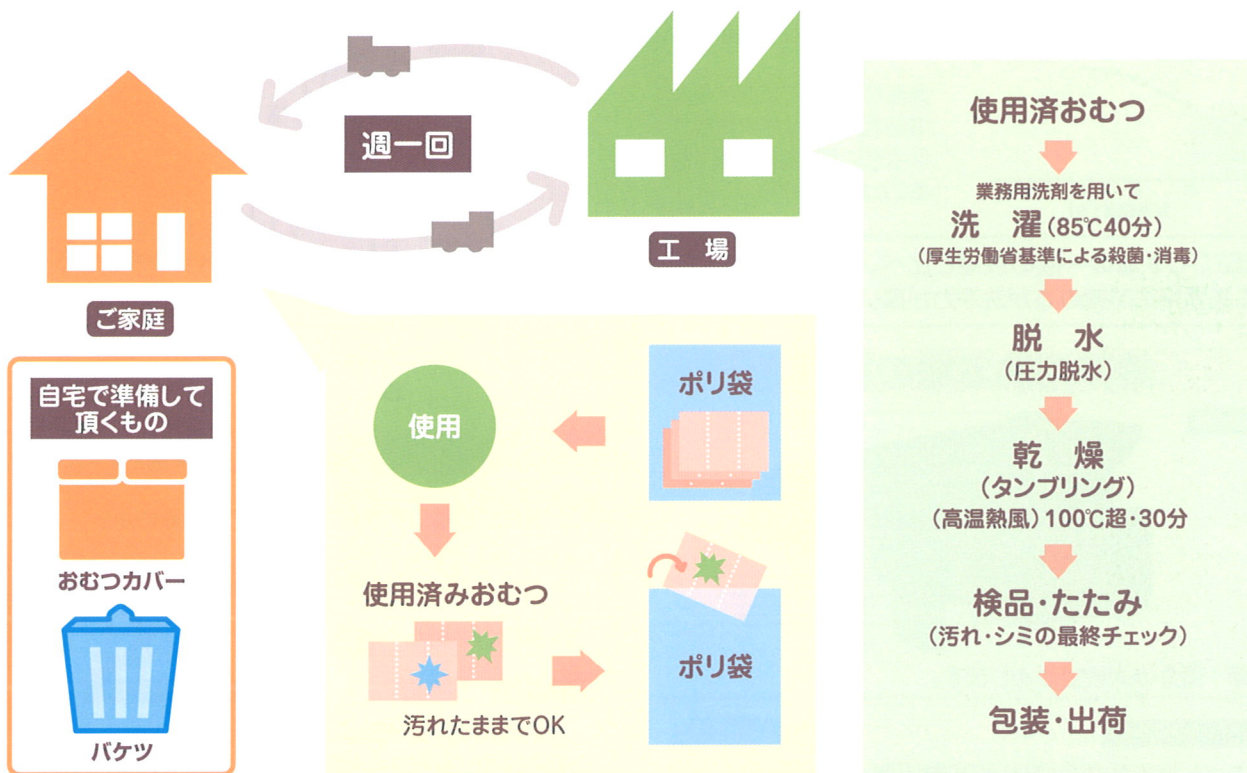 週一回
工　場
ご家庭
自宅で準備して
頂くもの
おむつカバー
バケツ
ポリ袋
使用
使用済みおむつ
汚れたままでOK
ポリ袋
使用済おむつ
業務用洗剤を用いて
洗　濯(85℃40分)
(厚生労働省基準による殺菌・消毒)
脱　水
(圧力脱水)
乾　燥
(タンブリング)
(高温熱風)100℃超・30分
検品・たたみ
(汚れ・シミの最終チェック)
包装・出荷